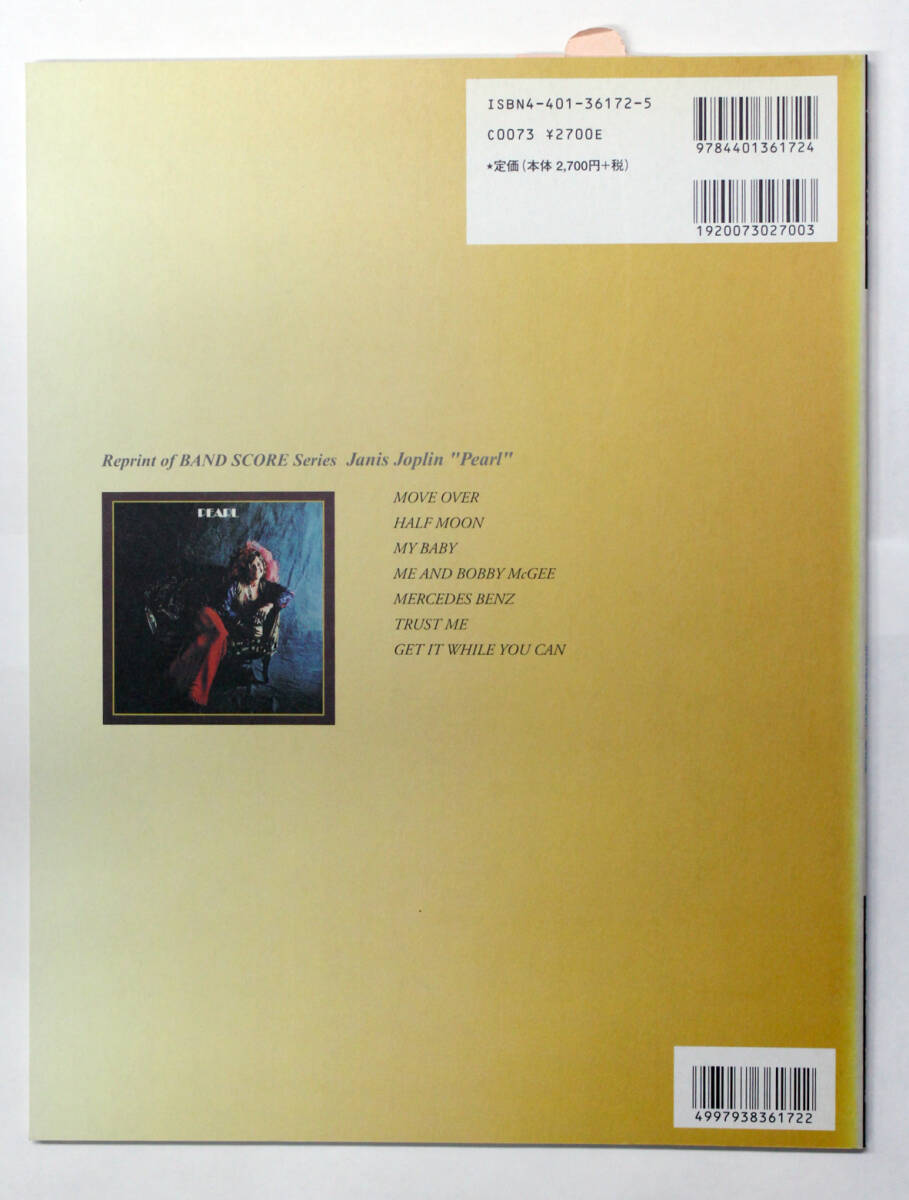 ISBN4-401-36172-5
C0073 ¥2700E
★定価(本体 2,700円+税)
9784401361724
1920073027003
Reprint of BAND SCORE Series Janis Joplin "Pearl"
PEARL
MOVE OVER
HALF MOON
MY BABY
ME AND BOBBY McGEE
MERCEDES BENZ
TRUST ME
GET IT WHILE YOU CAN
4997938361722